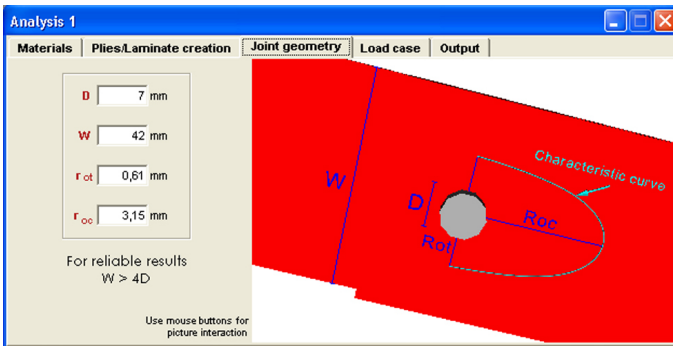 Analysis 1
Materials Plies/Laminate creation Joint geometry Load case Output
D 7 mm
W 42 mm
r ot 0,61 mm
r oc 3,15 mm
For reliable results
W > 4D
Use mouse buttons for
picture interaction
W
D
Rot
Roc
Characteristic curve